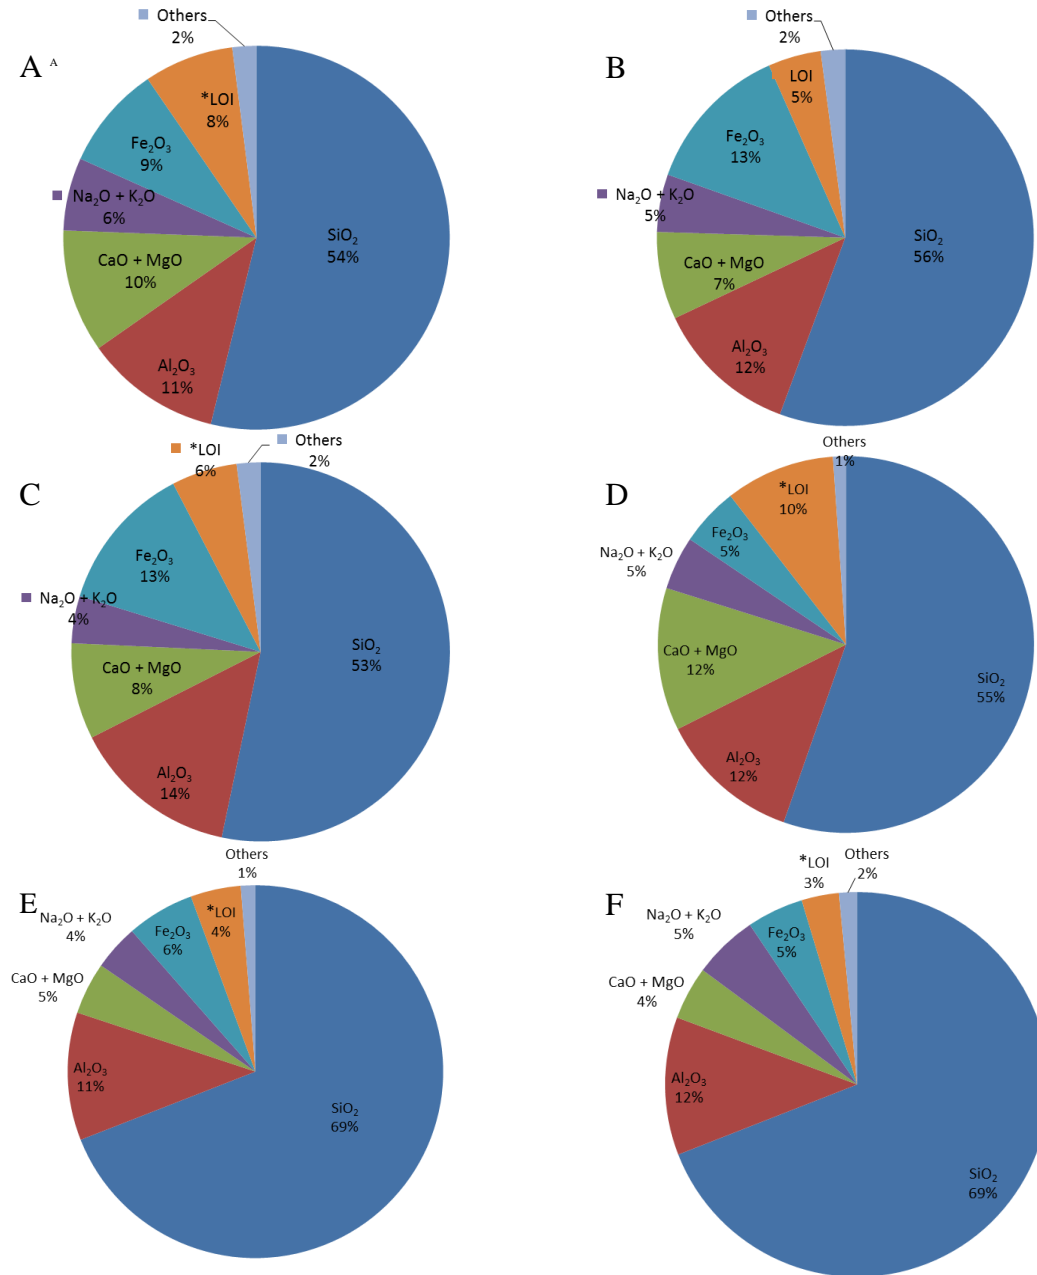 Others
2%
A A
*LOI
8%
Fe₂O₃
9%
Na₂O + K₂O
6%
CaO + MgO
10%
Al₂O₃
11%
SiO₂
54%
Others
2%
B
LOI
5%
Fe₂O₃
13%
Na₂O + K₂O
5%
CaO + MgO
7%
Al₂O₃
12%
SiO₂
56%
*LOI
6%
Others
2%
C
Fe₂O₃
13%
Na₂O + K₂O
4%
CaO + MgO
8%
Al₂O₃
14%
SiO₂
53%
Others
1%
D
*LOI
10%
Fe₂O₃
5%
Na₂O + K₂O
5%
CaO + MgO
12%
Al₂O₃
12%
SiO₂
55%
Others
1%
E
*LOI
4%
Na₂O + K₂O
4%
Fe₂O₃
6%
CaO + MgO
5%
Al₂O₃
11%
SiO₂
69%
*LOI
3%
Others
2%
F
Na₂O + K₂O
5%
Fe₂O₃
5%
CaO + MgO
4%
Al₂O₃
12%
SiO₂
69%